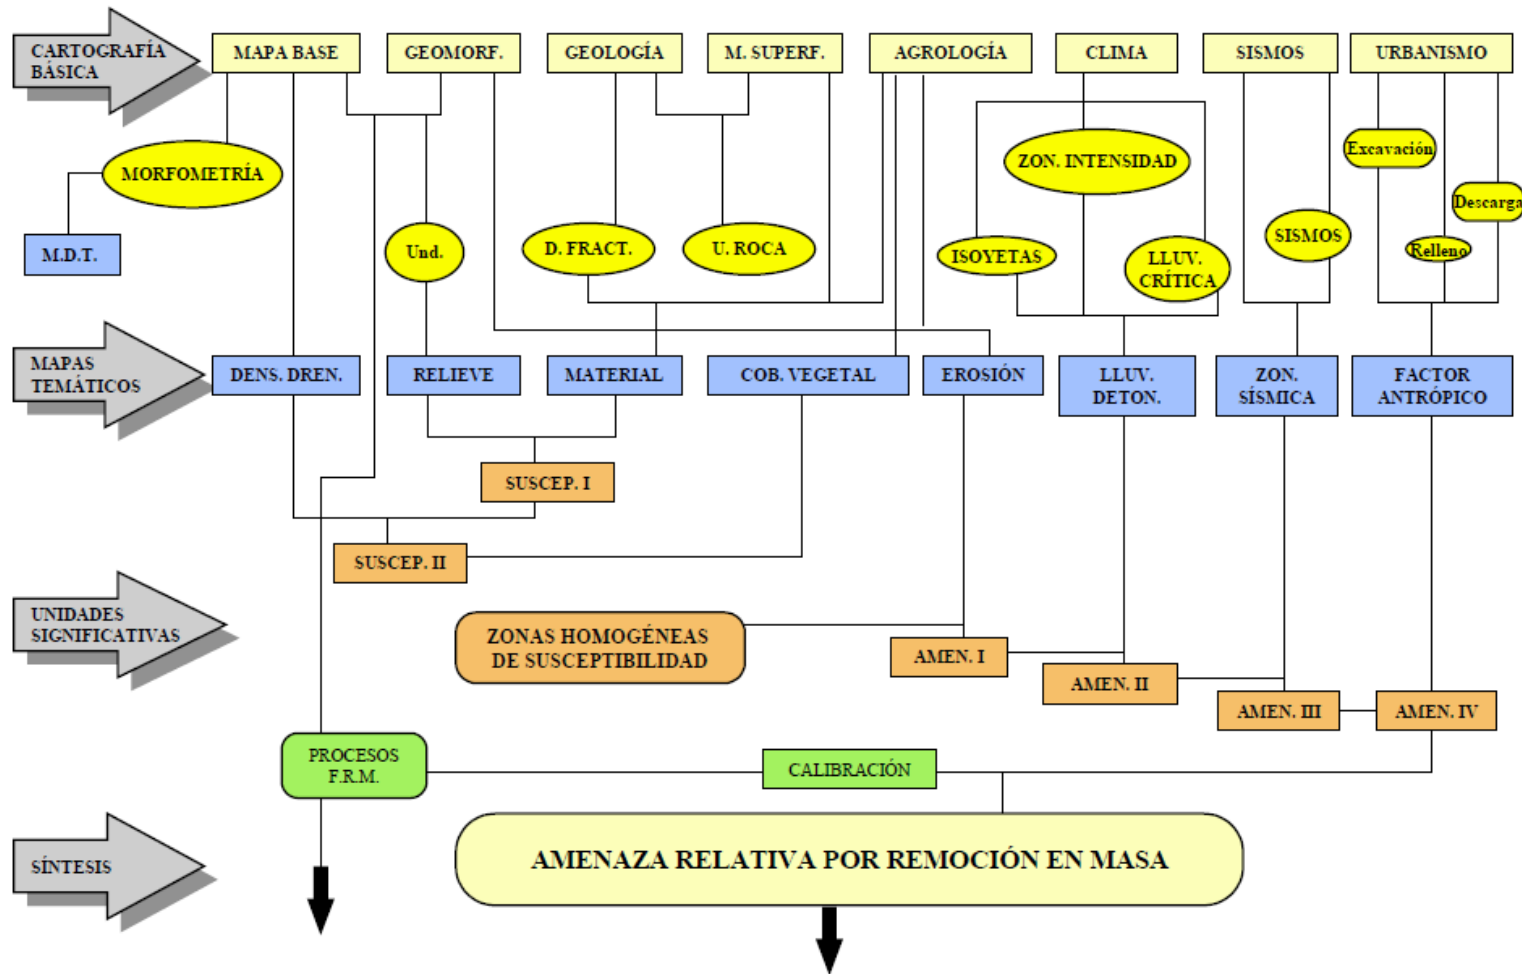 CARTOGRAFÍA
BÁSICA
MAPA BASE
GEOMORF.
GEOLOGÍA
M. SUPERF.
AGROLOGÍA
CLIMA
SISMOS
URBANISMO
MORFOMETRÍA
ZON. INTENSIDAD
Excavación
Descarga
M.D.T.
Und.
D. FRACT.
U. ROCA
ISOYETAS
LLUV.
CRÍTICA
SISMOS
Relleno
MAPAS
TEMÁTICOS
DENS. DREN.
RELIEVE
MATERIAL
COB. VEGETAL
EROSIÓN
LLUV.
DETON.
ZON.
SÍSMICA
FACTOR
ANTRÓPICO
SUSCEP. I
SUSCEP. II
UNIDADES
SIGNIFICATIVAS
ZONAS HOMOGÉNEAS
DE SUSCEPTIBILIDAD
AMEN. I
AMEN. II
AMEN. III
AMEN. IV
PROCESOS
F.R.M.
CALIBRACIÓN
SÍNTESIS
AMENAZA RELATIVA POR REMOCIÓN EN MASA